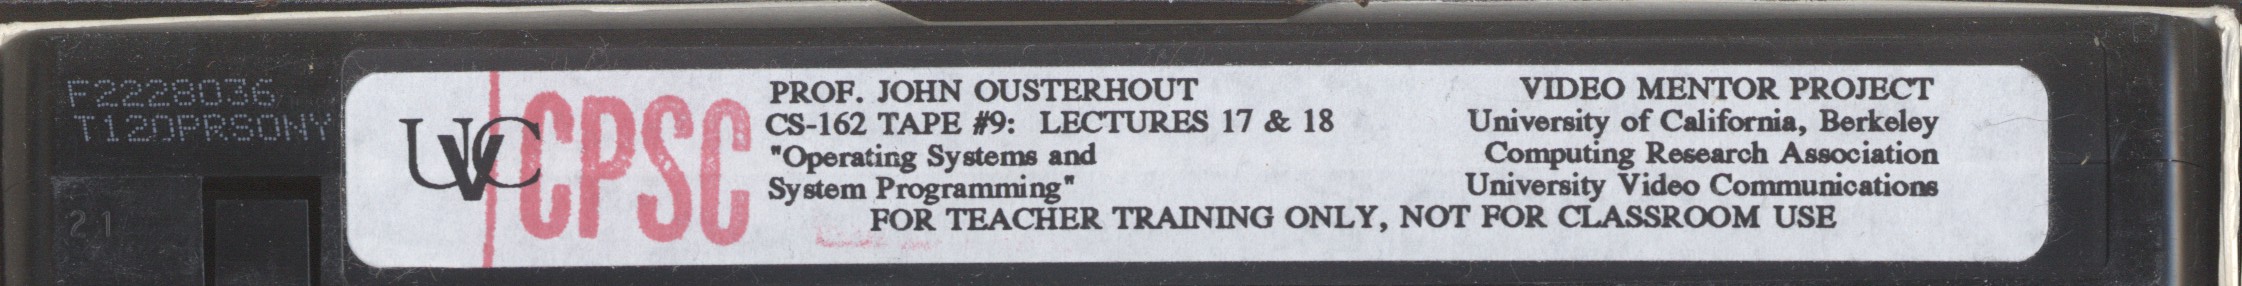 F2228036
T120PRSONY
21
UVC
CPSC
PROF. JOHN OUSTERHOUT
CS-162 TAPE #9: LECTURES 17 & 18
"Operating Systems and
System Programming"
VIDEO MENTOR PROJECT
University of California, Berkeley
Computing Research Association
University Video Communications
FOR TEACHER TRAINING ONLY, NOT FOR CLASSROOM USE